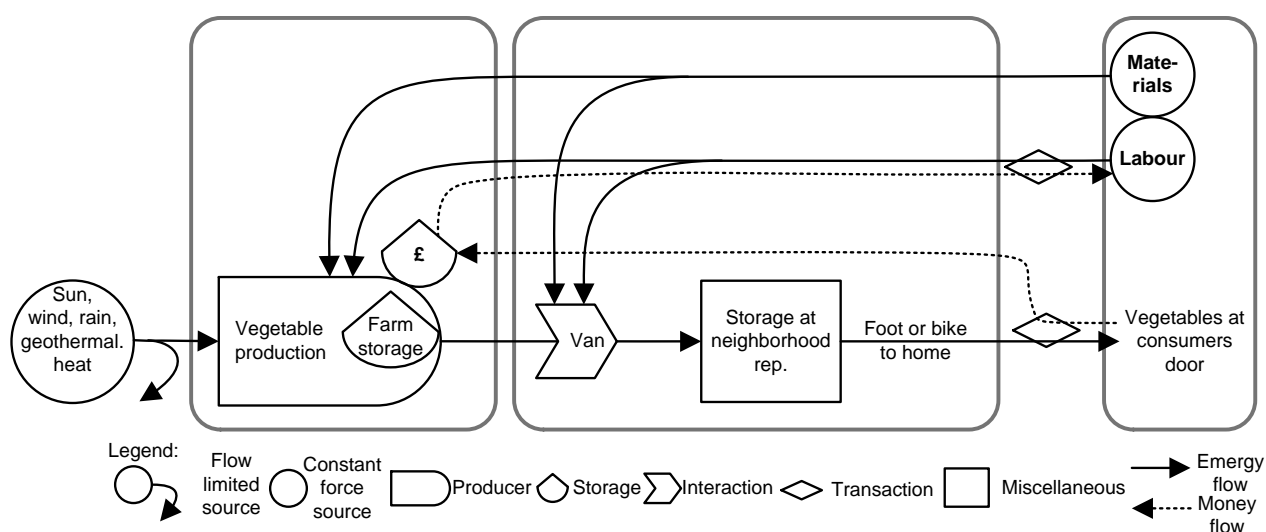 Mate-
rials
Labour
£
Sun,
wind, rain,
geothermal.
heat
Vegetable
production
Farm
storage
Van
Storage at
neighborhood
rep.
Foot or bike
to home
Vegetables at
consumers
door
Legend:
Flow
limited
source
Constant
force
source
Producer
Storage
Interaction
Transaction
Miscellaneous
Emergy
flow
Money
flow